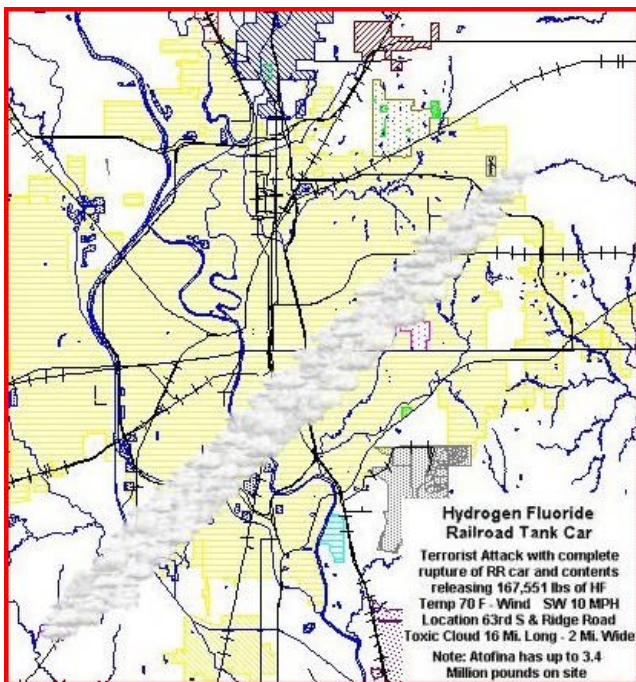 Hydrogen Fluoride
Railroad Tank Car
Terrorist Attack with complete
rupture of RR car and contents
releasing 167,551 lbs of HF
Temp 70 F - Wind SW 10 MPH
Location 63rd S & Ridge Road
Toxic Cloud 16 Mi. Long - 2 Mi. Wide
Note: Atofina has up to 3.4
Million pounds on site